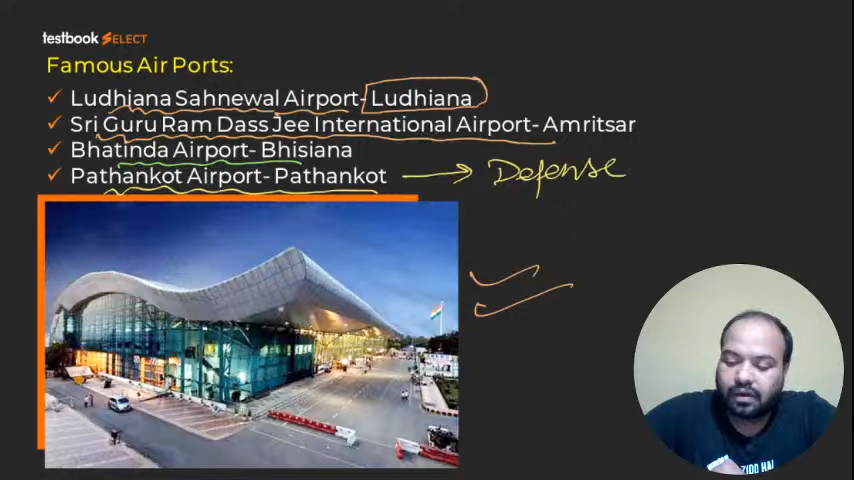 testbook SELECT
Famous Air Ports:
✓ Ludhiana Sahnewal Airport- Ludhiana
✓ Sri Guru Ram Dass Jee International Airport- Amritsar
✓ Bhatinda Airport- Bhisiana
✓ Pathankot Airport- Pathankot → Defense